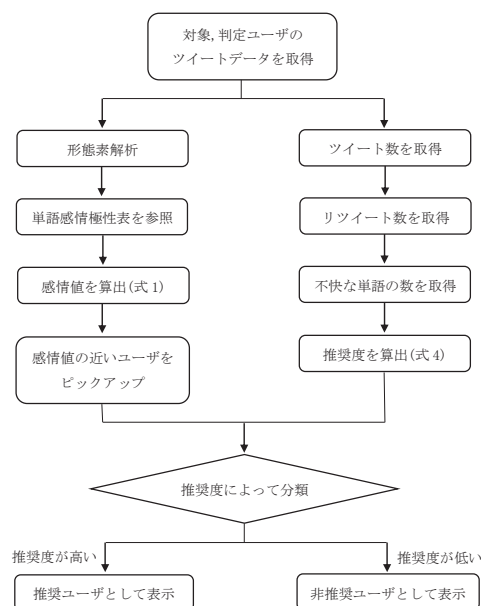 対象,判定ユーザの
ツイートデータを取得
形態素解析
単語感情極性表を参照
感情値を算出(式1)
感情値の近いユーザを
ピックアップ
ツイート数を取得
リツイート数を取得
不快な単語の数を取得
推奨度を算出(式4)
推奨度によって分類
推奨度が高い
推奨度が低い
推奨ユーザとして表示
非推奨ユーザとして表示